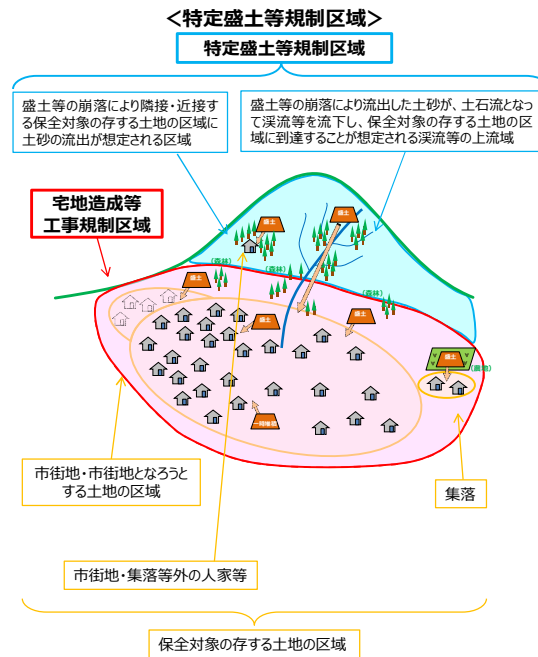 ＜特定盛土等規制区域＞
特定盛土等規制区域
盛土等の崩落により隣接・近接す
る保全対象の存する土地の区域に
土砂の流出が想定される区域
盛土等の崩落により流出した土砂が、土石流となっ
て渓流等を流下し、保全対象の存する土地の区
域に到達することが想定される渓流等の上流域
宅地造成等
工事規制区域
盛土
盛土
(森林)
(森林)
(森林)
盛土
盛土
盛土
盛土
(農地)
一時堆積
市街地・市街地となろうと
する土地の区域
集落
市街地・集落等外の人家等
保全対象の存する土地の区域